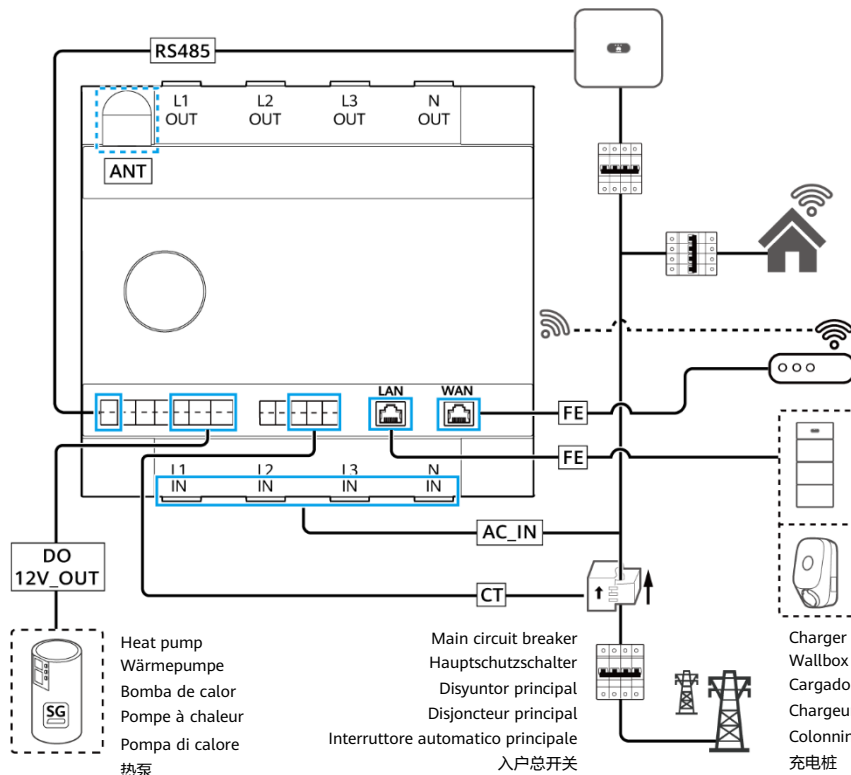 RS485
L1 L2 L3 N
OUT OUT OUT OUT
ANT
LAN WAN
FE
FE
L1 L2 L3 N
IN IN IN IN
AC_IN
DO
12V_OUT
CT
SG
Heat pump
Wärmepumpe
Bomba de calor
Pompe à chaleur
Pompa di calore
热泵
Main circuit breaker
Hauptschutzschalter
Disyuntor principal
Disjoncteur principal
Interruttore automatico principale
入户总开关
Charger
Wallbox
Cargado
Chargeu
Colonnin
充电桩